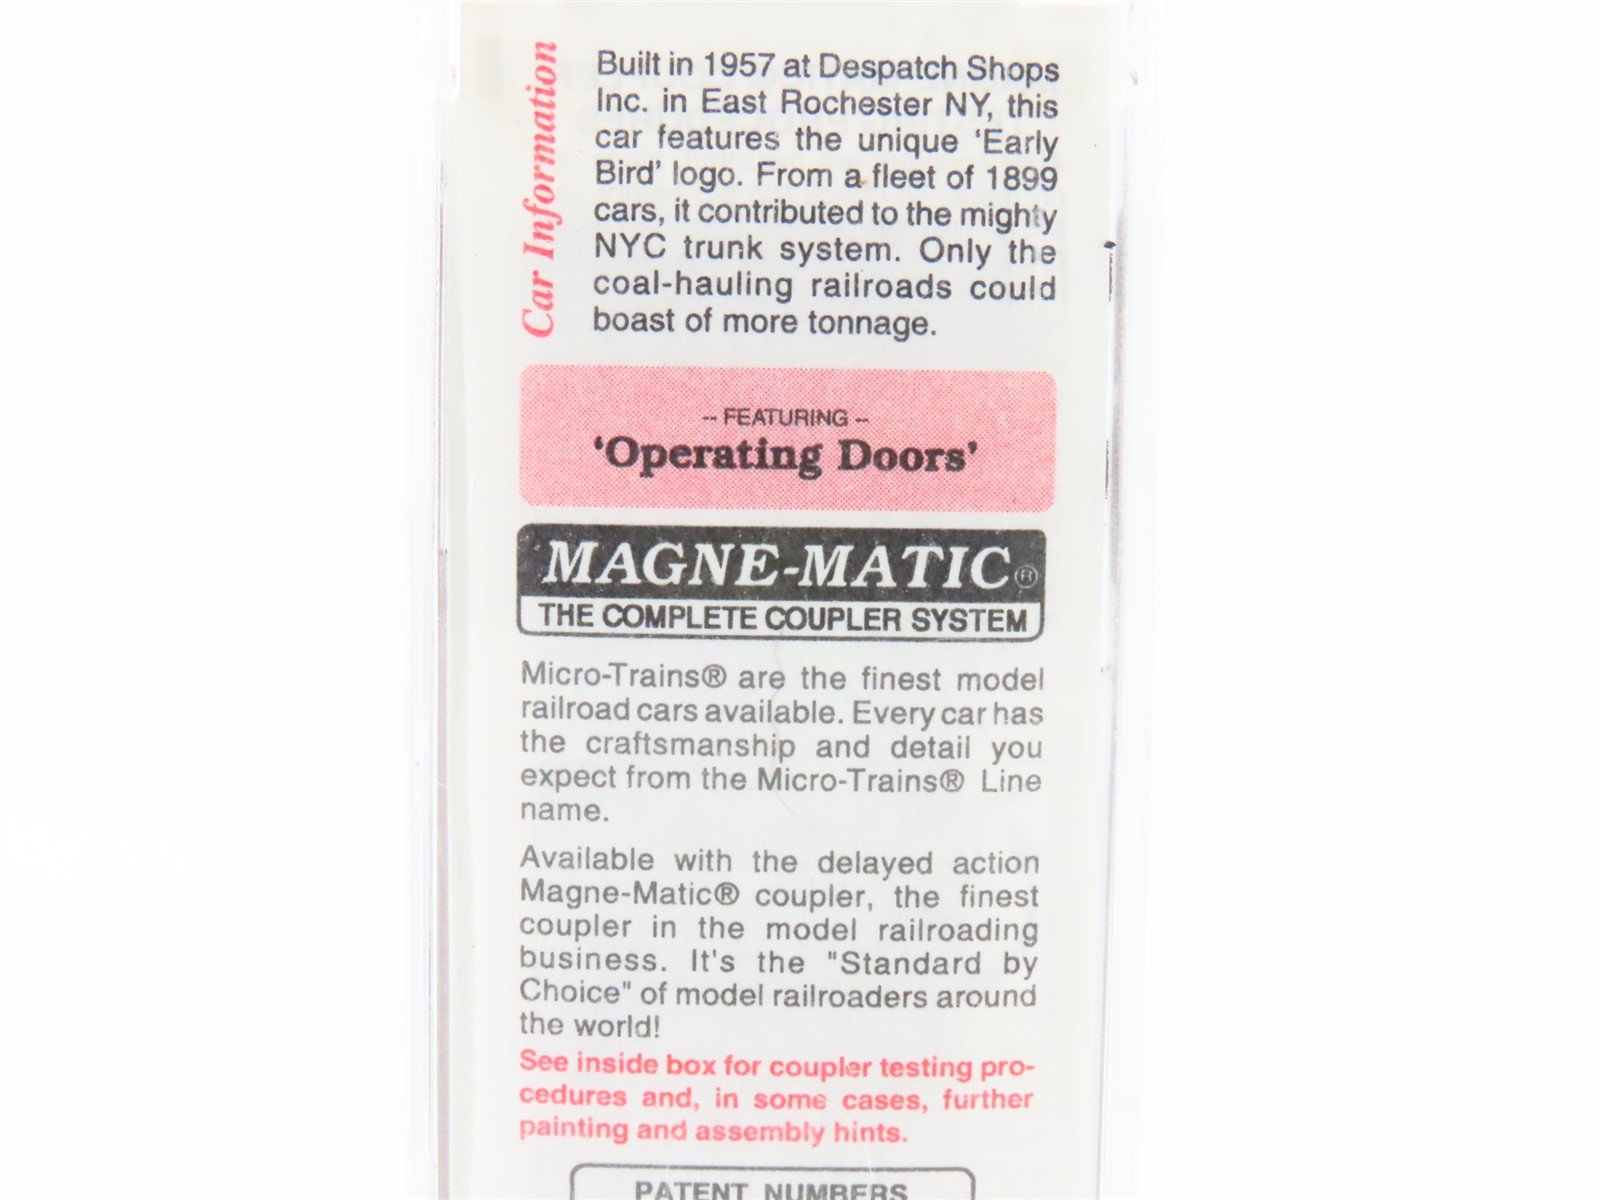 Car Information
Built in 1957 at Despatch Shops
Inc. in East Rochester NY, this
car features the unique ‘Early
Bird’ logo. From a fleet of 1899
cars, it contributed to the mighty
NYC trunk system. Only the
coal-hauling railroads could
boast of more tonnage.
-- FEATURING --
‘Operating Doors’
MAGNE-MATIC®
THE COMPLETE COUPLER SYSTEM
Micro-Trains® are the finest model
railroad cars available. Every car has
the craftsmanship and detail you
expect from the Micro-Trains® Line
name.
Available with the delayed action
Magne-Matic® coupler, the finest
coupler in the model railroading
business. It's the "Standard by
Choice" of model railroaders around
the world!
See inside box for coupler testing pro-
cedures and, in some cases, further
painting and assembly hints.
PATENT NUMBERS